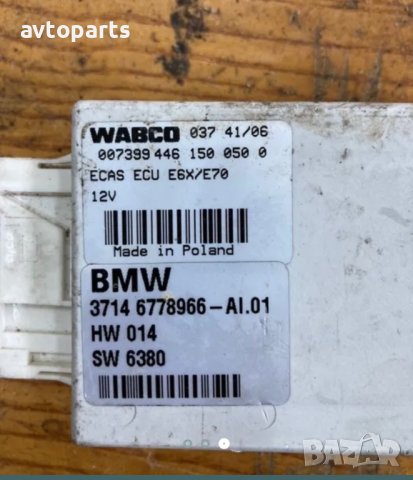 avtoparts
WABCO 037 41/06
007399 446 150 050 0
ECAS ECU E6X/E70
12V
Made in Poland
BMW
3714 6778966-AI.01
HW 014
SW 6380
BAZAR